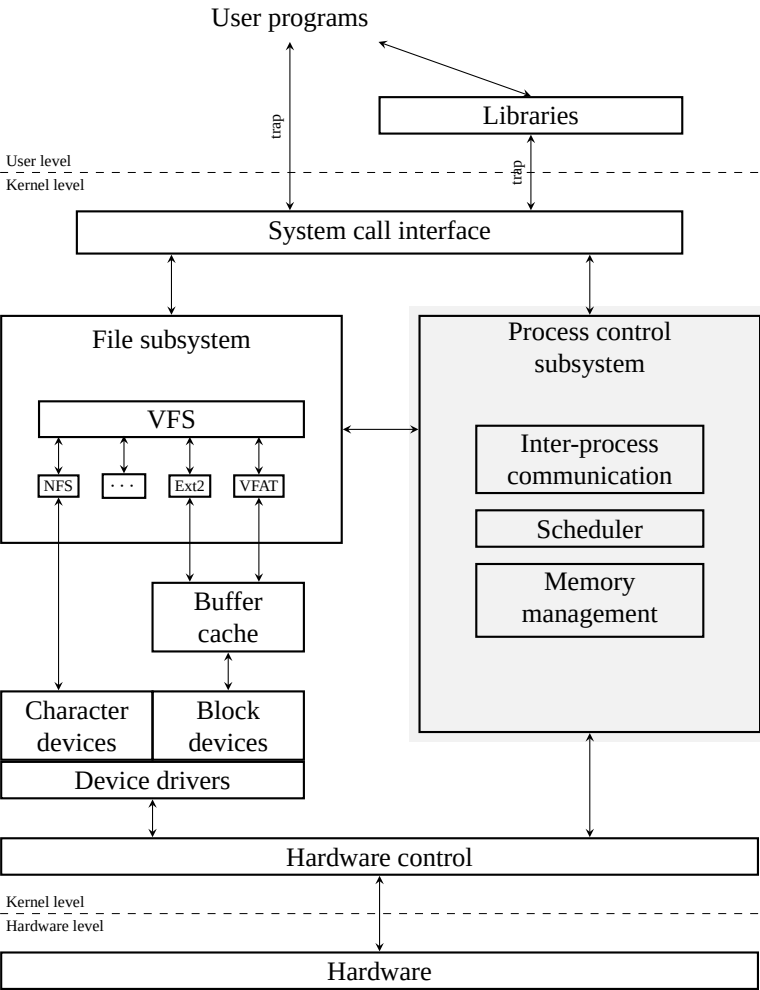 User programs
trap
Libraries
trap
User level
Kernel level
System call interface
File subsystem
Process control
subsystem
VFS
Inter-process
communication
NFS
· · ·
Ext2
VFAT
Scheduler
Memory
management
Buffer
cache
Character
devices
Block
devices
Device drivers
Hardware control
Kernel level
Hardware level
Hardware